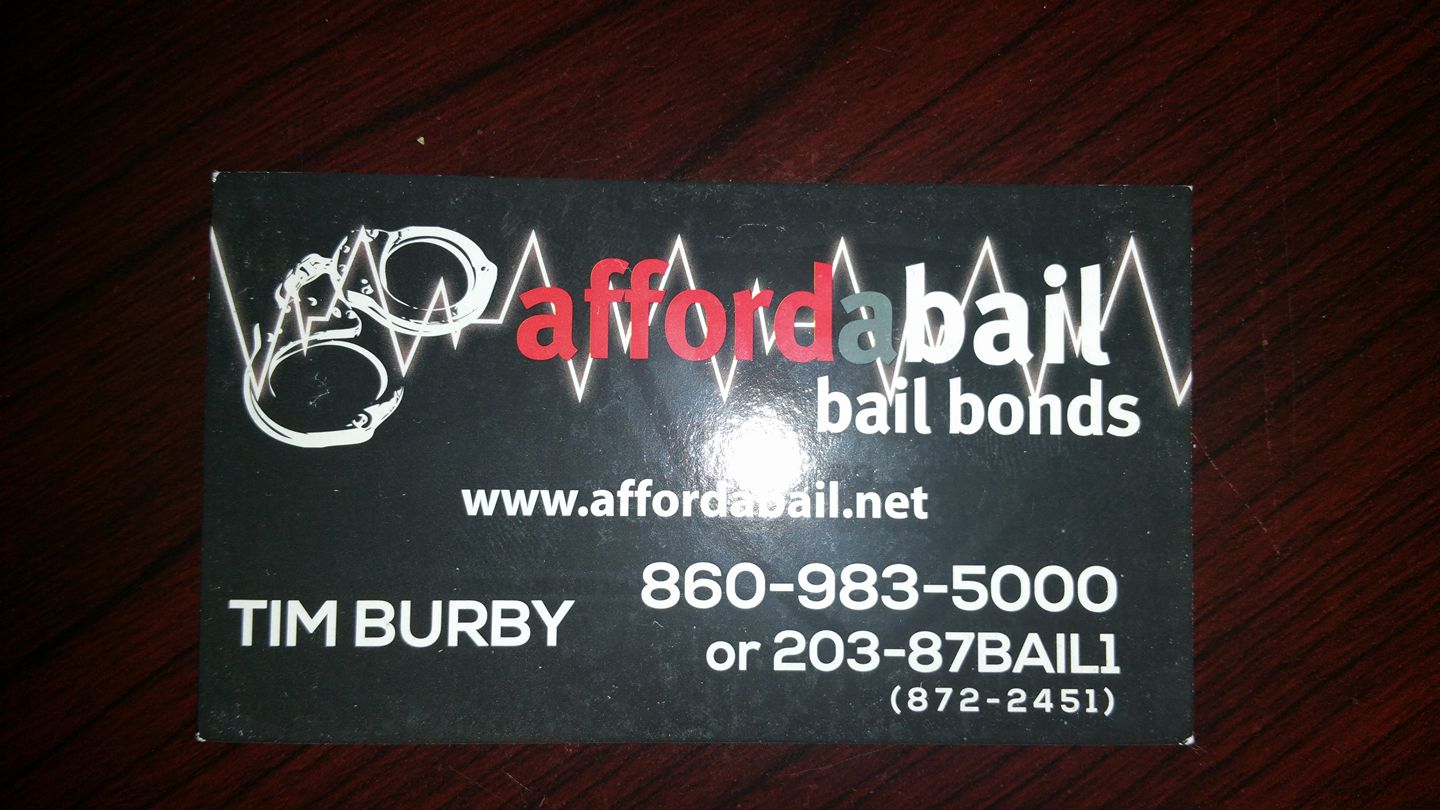 affordabail
bail bonds
www.affordabail.net
TIM BURBY
860-983-5000
or 203-87BAIL1
(872-2451)